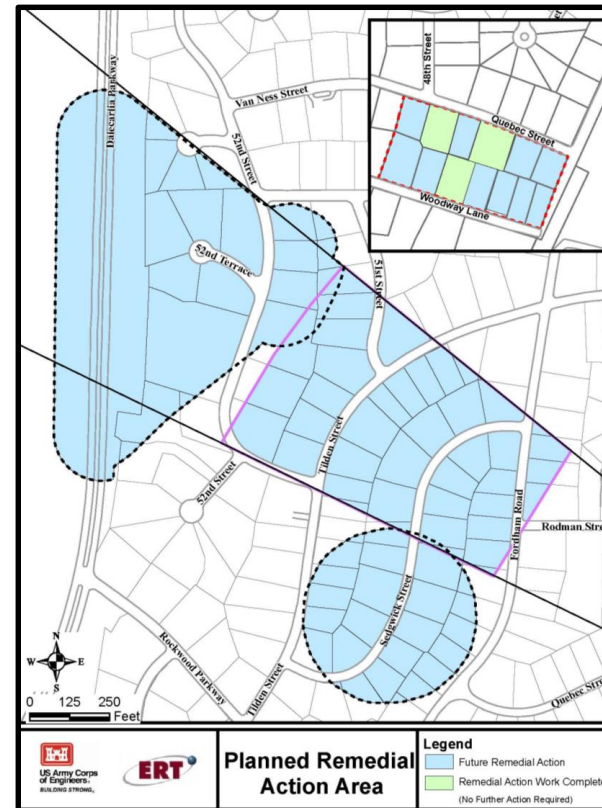 Dalecarlia Parkway
Van Ness Street
52nd Street
52nd Terrace
51st Street
48th Street
Quebec Street
Woodway Lane
Tilden Street
52nd Street
Fordham Road
Rodman Stre
Sedgwick Street
Rockwood Parkway
Tilden Street
Quebec Stre
N
W E
S
0 125 250
Feet
US Army Corps
of Engineers®
BUILDING STRONG®
ERT
Planned Remedial
Action Area
Legend
Future Remedial Action
Remedial Action Work Complete
(No Further Action Required)